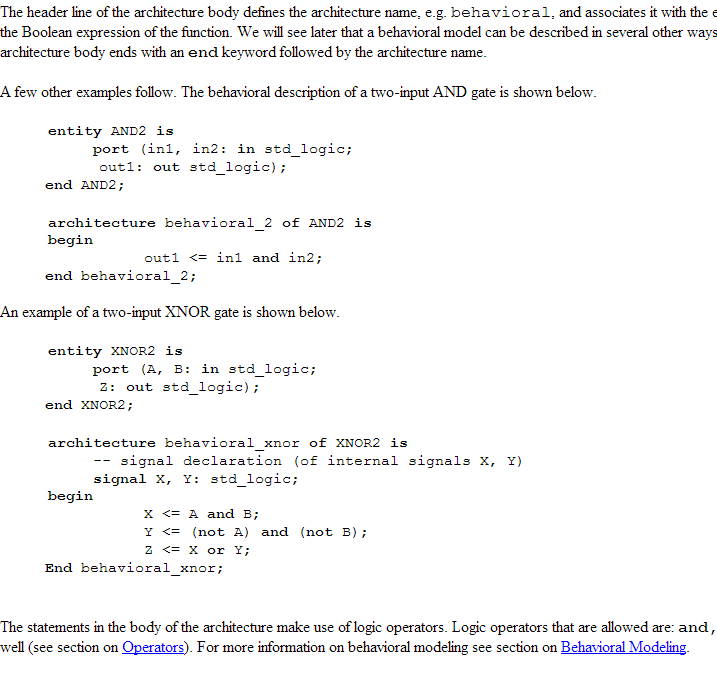 The header line of the architecture body defines the architecture name, e.g. behavioral, and associates it with the
the Boolean expression of the function. We will see later that a behavioral model can be described in several other ways
architecture body ends with an end keyword followed by the architecture name.
A few other examples follow. The behavioral description of a two-input AND gate is shown below.
entity AND2 is
port (in1, in2: in std_logic;
out1: out std_logic);
end AND2;
architecture behavioral_2 of AND2 is
begin
out1 <= in1 and in2;
end behavioral_2;
An example of a two-input XNOR gate is shown below.
entity XNOR2 is
port (A, B: in std_logic;
Z: out std_logic);
end XNOR2;
architecture behavioral_xnor of XNOR2 is
-- signal declaration (of internal signals X, Y)
signal X, Y: std_logic;
begin
X <= A and B;
Y <= (not A) and (not B);
Z <= X or Y;
End behavioral_xnor;
The statements in the body of the architecture make use of logic operators. Logic operators that are allowed are: and,
well (see section on Operators). For more information on behavioral modeling see section on Behavioral Modeling.